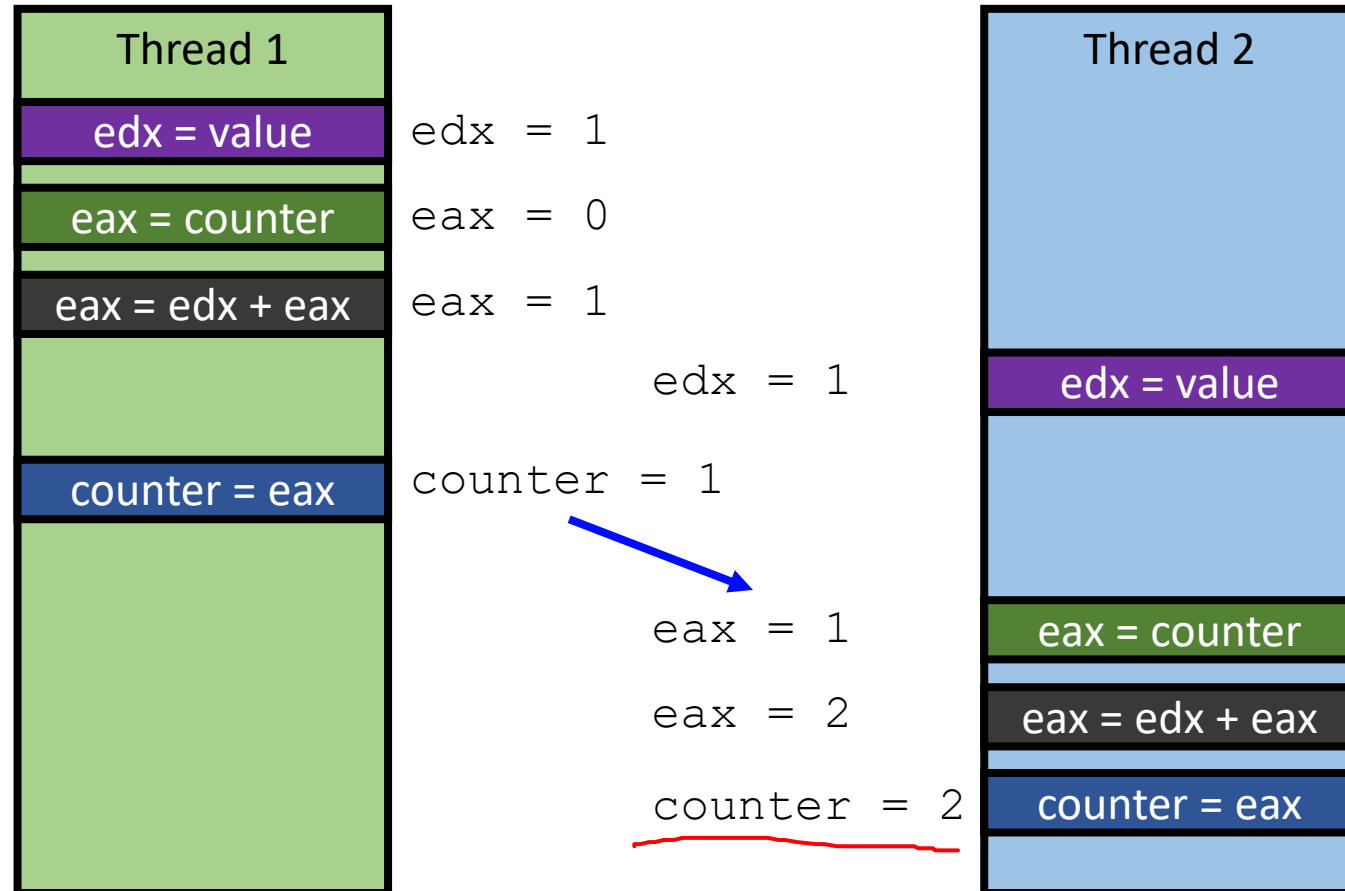 Thread 1
Thread 2
edx = value
edx = 1
eax = counter
eax = 0
eax = edx + eax
eax = 1
edx = 1
edx = value
counter = eax
counter = 1
eax = 1
eax = counter
eax = 2
eax = edx + eax
counter = 2
counter = eax